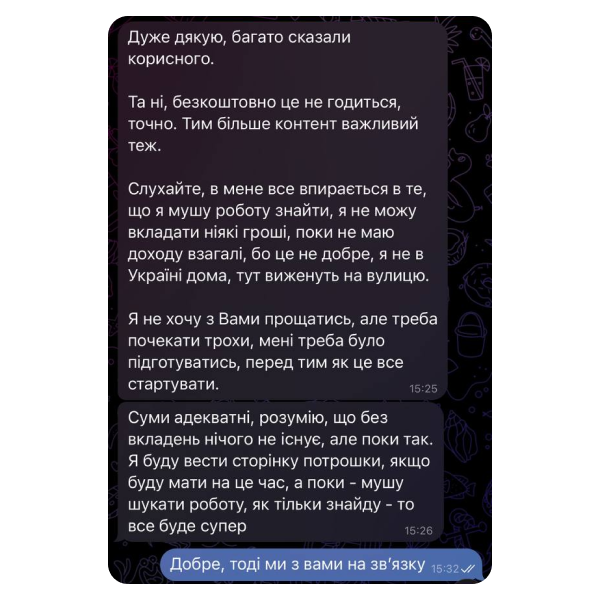 Дуже дякую, багато сказали
корисного.
Та ні, безкоштовно це не годиться,
точно. Тим більше контент важливий
теж.
Слухайте, в мене все впирається в те,
що я мушу роботу знайти, я не можу
вкладати ніякі гроші, поки не маю
доходу взагалі, бо це не добре, я не в
Україні дома, тут виженуть на вулицю.
Я не хочу з Вами прощатись, але треба
почекати трохи, мені треба було
підготуватись, перед тим як це все
стартувати.
15:25
Суми адекватні, розумію, що без
вкладень нічого не існує, але поки так.
Я буду вести сторінку потрошки, якщо
буду мати на це час, а поки - мушу
шукати роботу, як тільки знайду - то
все буде супер
15:26
Добре, тоді ми з вами на зв’язку 15:32